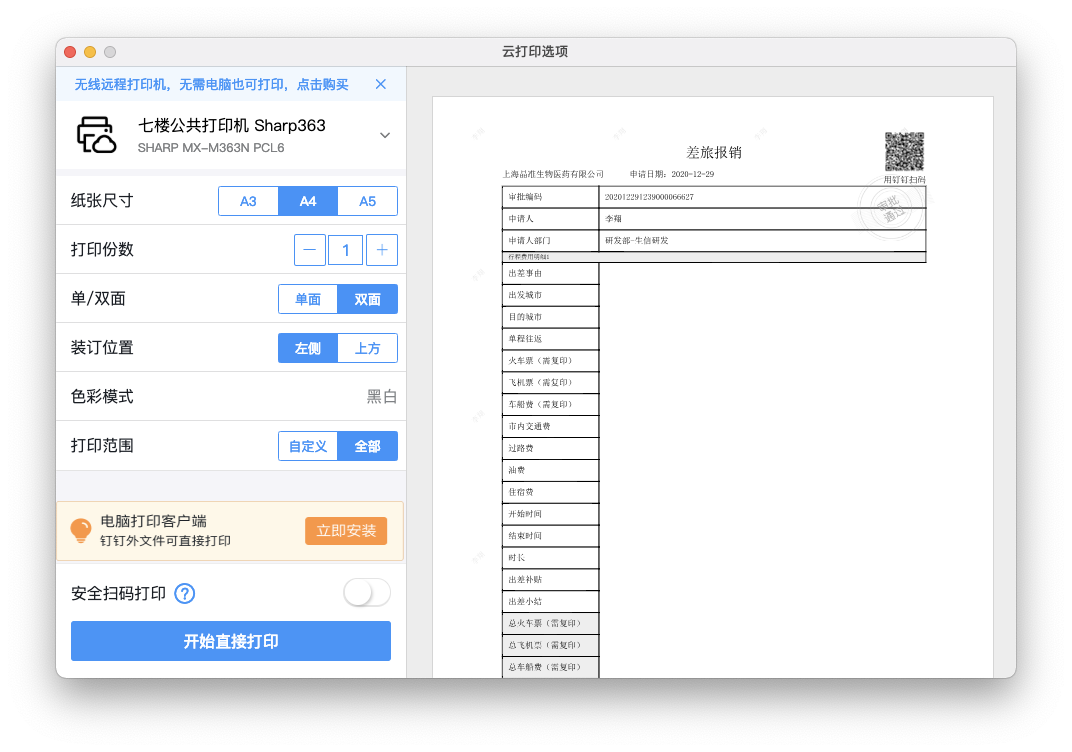 云打印选项
无线远程打印机，无需电脑也可打印，点击购买
七楼公共打印机 Sharp363
SHARP MX-M363N PCL6
纸张尺寸 A3 A4 A5
打印份数 1
单/双面 单面 双面
装订位置 左侧 上方
色彩模式 黑白
打印范围 自定义 全部
电脑打印客户端
钉钉外文件可直接打印
立即安装
安全扫码打印 ?
开始直接打印
差旅报销
用钉钉扫码
上海品准生物医药有限公司 申请日期：2020-12-29
审批编码 202012291239000066627
申请人 李翔
申请人部门 研发部-生信研发
审批
通过
行程费用明细1
出差事由
出发城市
目的城市
单程往返
火车票（需复印）
飞机票（需复印）
车船费（需复印）
市内交通费
过路费
油费
住宿费
开始时间
结束时间
时长
出差补贴
出差小结
总火车票（需复印）
总飞机票（需复印）
总车船费（需复印）